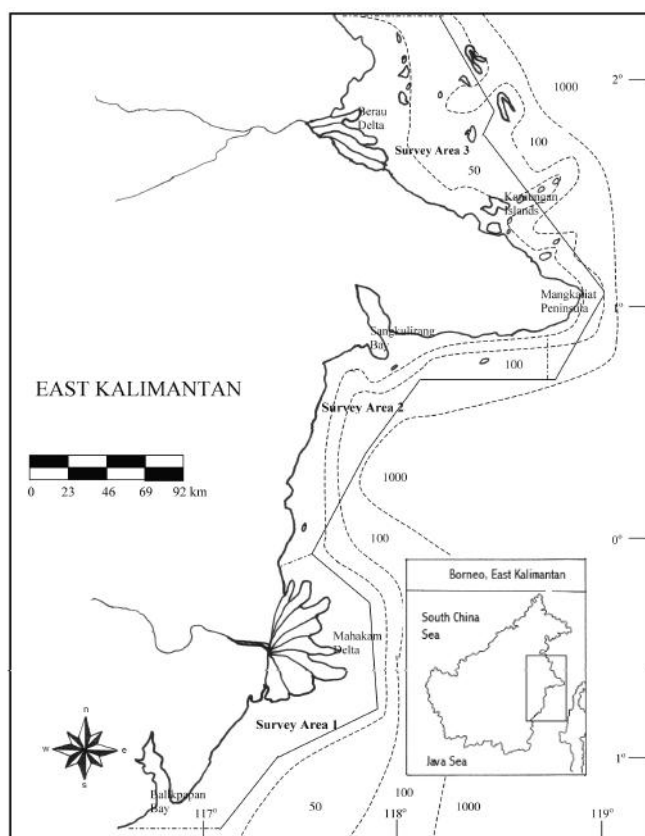 1000
2°
Berau
Delta
100
Survey Area 3
50
Karitungan
Islands
Mangkaliat
Peninsula
1°
Sangkulirang
Bay
100
EAST KALIMANTAN
Survey Area 2
0 23 46 69 92 km
1000
100
0°
Borneo, East Kalimantan
South China
Sea
Mahakam
Delta
Survey Area 1
n
w e
s
Java Sea
1°
Balikpapan
Bay
100
50 1000
117° 118° 119°